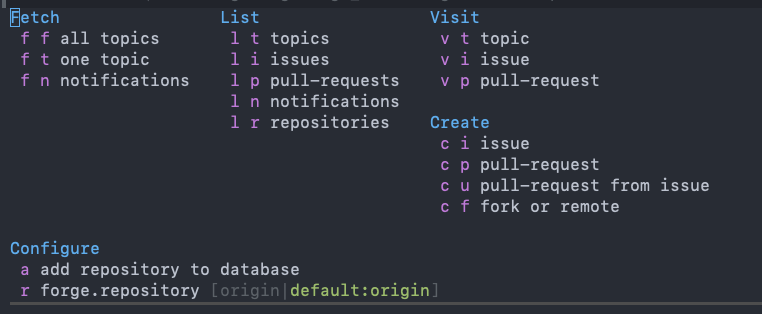 Fetch List Visit
f f all topics l t topics v t topic
f t one topic l i issues v i issue
f n notifications l p pull-requests v p pull-request
l n notifications
l r repositories Create
c i issue
c p pull-request
c u pull-request from issue
c f fork or remote
Configure
a add repository to database
r forge.repository [origin|default:origin]